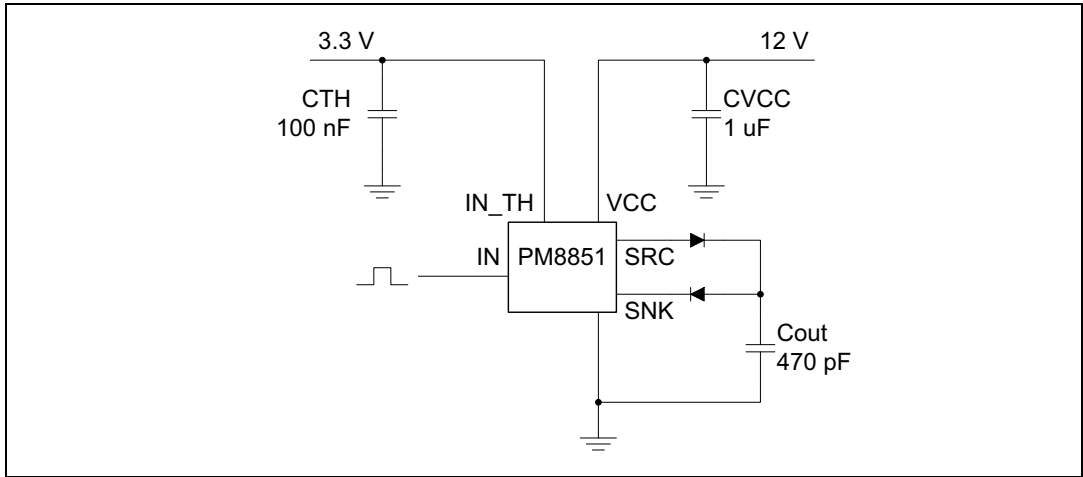 3.3 V
12 V
CTH
100 nF
CVCC
1 uF
IN_TH
VCC
IN
PM8851
SRC
SNK
Cout
470 pF